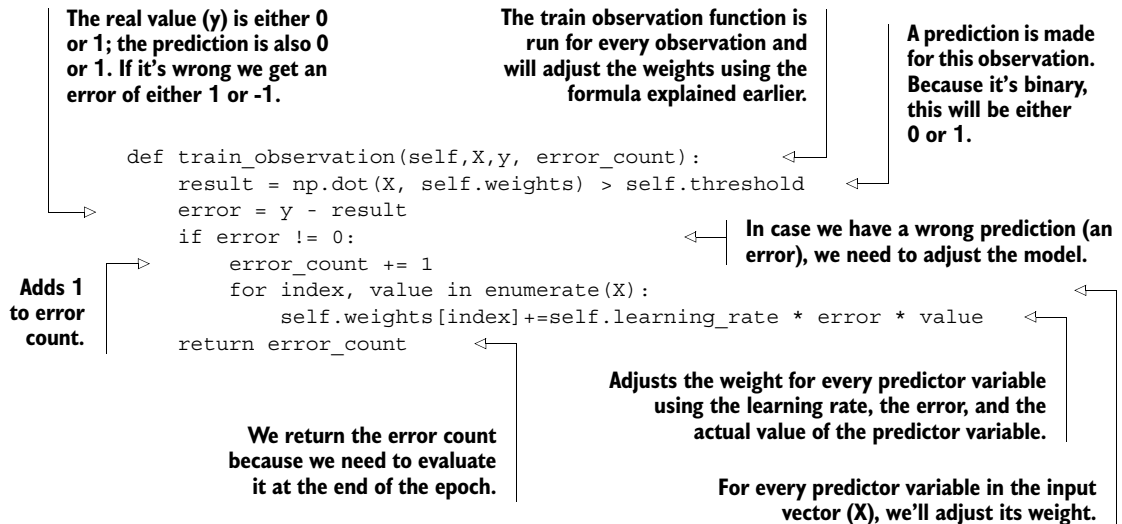 The real value (y) is either 0
or 1; the prediction is also 0
or 1. If it's wrong we get an
error of either 1 or -1.
The train observation function is
run for every observation and
will adjust the weights using the
formula explained earlier.
A prediction is made
for this observation.
Because it's binary,
this will be either
0 or 1.
def train_observation(self,X,y, error_count):
    result = np.dot(X, self.weights) > self.threshold
    error = y - result
    if error != 0:
        error_count += 1
        for index, value in enumerate(X):
            self.weights[index]+=self.learning_rate * error * value
    return error_count
In case we have a wrong prediction (an
error), we need to adjust the model.
Adds 1
to error
count.
Adjusts the weight for every predictor variable
using the learning rate, the error, and the
actual value of the predictor variable.
We return the error count
because we need to evaluate
it at the end of the epoch.
For every predictor variable in the input
vector (X), we'll adjust its weight.